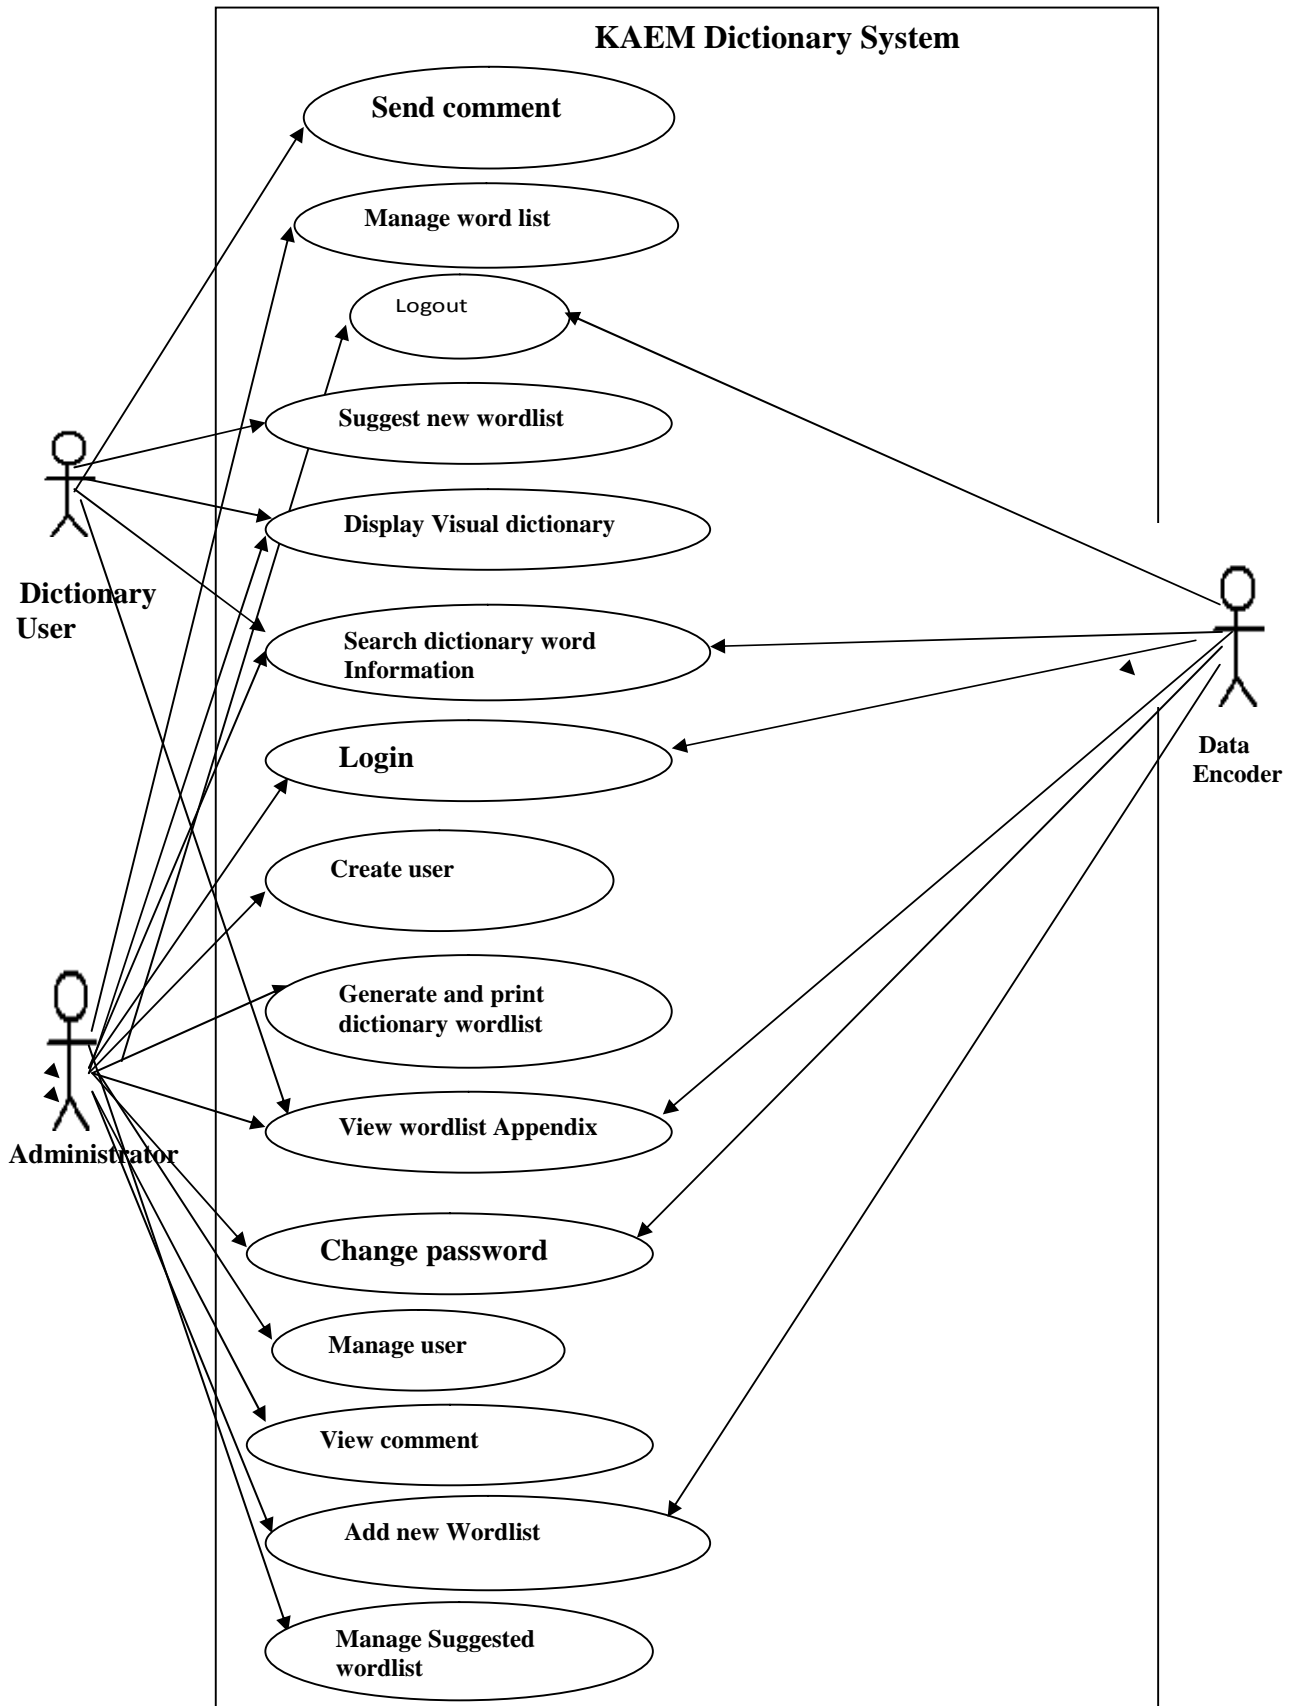 KAEM Dictionary System
Send comment
Manage word list
Logout
Suggest new wordlist
Display Visual dictionary
Dictionary
User
Search dictionary word
Information
Login
Data
Encoder
Create user
Generate and print
dictionary wordlist
View wordlist Appendix
Administrator
Change password
Manage user
View comment
Add new Wordlist
Manage Suggested
wordlist